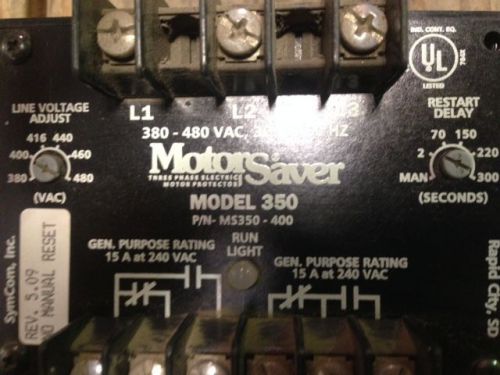 IND. CONT. EQ.
UL
LISTED
784X
LINE VOLTAGE
ADJUST
416 440
400 460
380 480
(VAC)
L1 L2 3
380 - 480 VAC, HZ
MotorSaver
THREE PHASE ELECTRIC
MOTOR PROTECTOR
MODEL 350
P/N- MS350 - 400
RESTART
DELAY
70 150
2 220
MAN 300
(SECONDS)
RUN
LIGHT
GEN. PURPOSE RATING
15 A at 240 VAC
GEN. PURPOSE RATING
15 A at 240 VAC
SymCom, Inc.
REV. 5.09
MANUAL RESET
Rapid City, SD